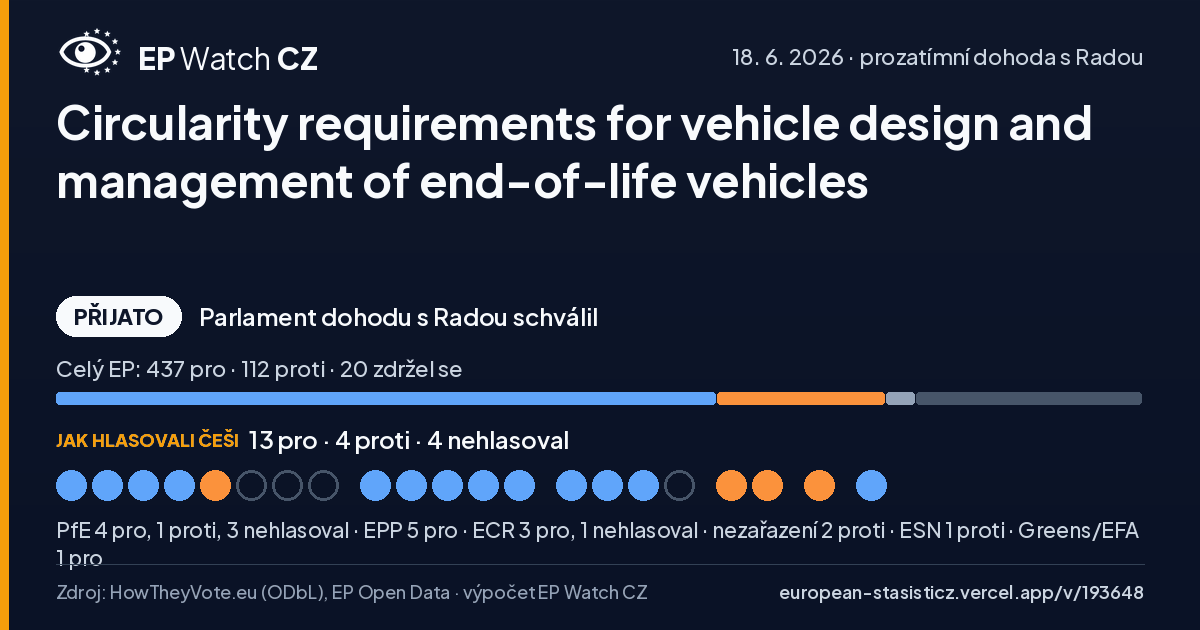 EP Watch CZ
18. 6. 2026 · prozatímní dohoda s Radou
Circularity requirements for vehicle design and
management of end-of-life vehicles
PŘIJATO
Parlament dohodu s Radou schválil
Celý EP: 437 pro · 112 proti · 20 zdržel se
JAK HLASOVALI ČEŠI 13 pro · 4 proti · 4 nehlasoval
PfE 4 pro, 1 proti, 3 nehlasoval · EPP 5 pro · ECR 3 pro, 1 nehlasoval · nezařazení 2 proti · ESN 1 proti · Greens/EFA
1 pro
Zdroj: HowTheyVote.eu (ODbL), EP Open Data · výpočet EP Watch CZ
european-stasisticz.vercel.app/v/193648